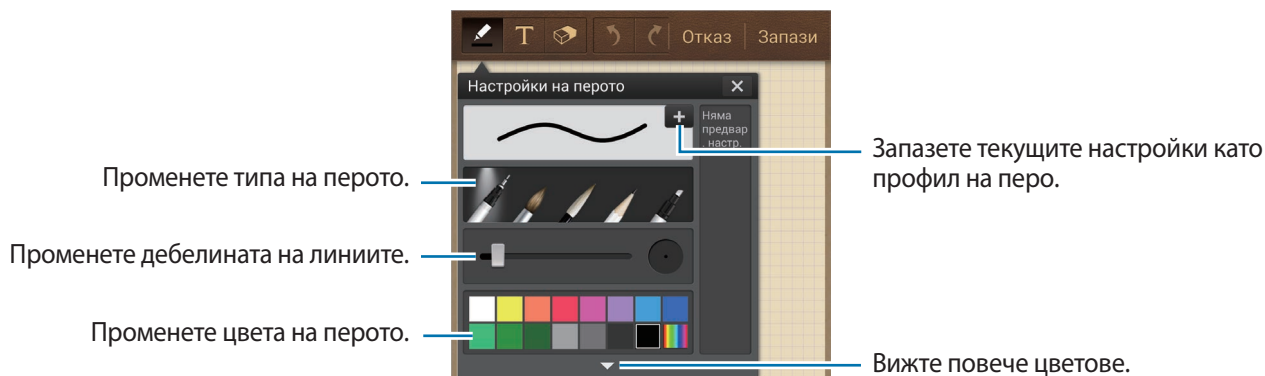 T
Отказ
Запази
Настройки на перото
Няма
предвар
. настр.
Запазете текущите настройки като
профил на перо.
Променете типа на перото.
Променете дебелината на линиите.
Променете цвета на перото.
Вижте повече цветове.